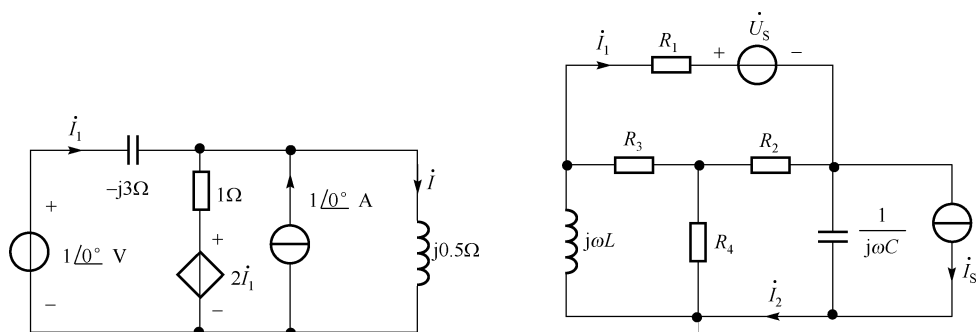 İ₁
−j3Ω
+
1/0° V
−
1Ω
+
2İ₁
−
1/0° A
İ
j0.5Ω
İ₁
R₁
+
U̇S
−
R₃
R₂
jωL
R₄
1
jωC
İS
İ₂